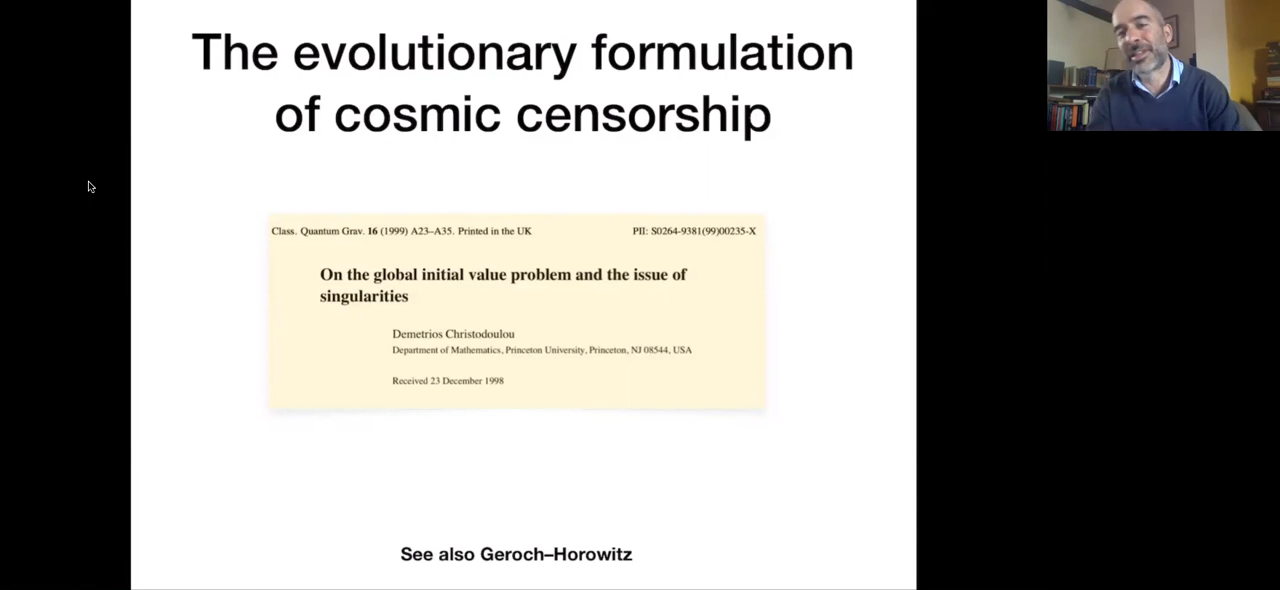 The evolutionary formulation
of cosmic censorship
Class. Quantum Grav. 16 (1999) A23–A35. Printed in the UK
PII: S0264-9381(99)00235-X
On the global initial value problem and the issue of
singularities
Demetrios Christodoulou
Department of Mathematics, Princeton University, Princeton, NJ 08544, USA
Received 23 December 1998
See also Geroch–Horowitz